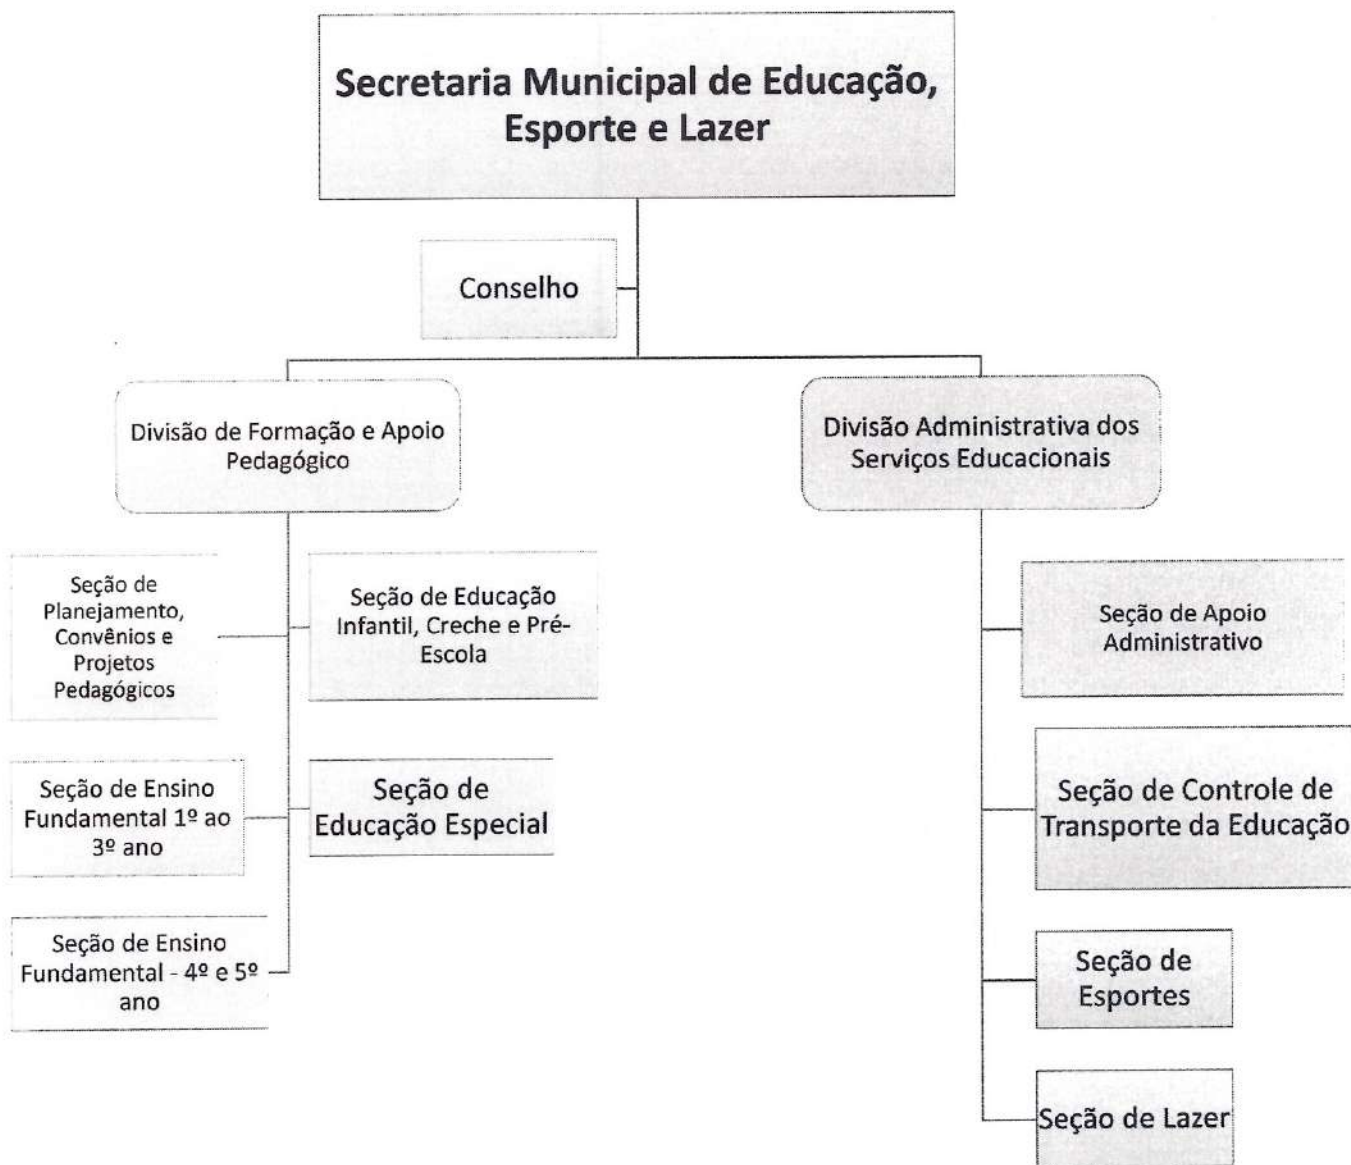 Secretaria Municipal de Educação,
Esporte e Lazer
Conselho
Divisão de Formação e Apoio
Pedagógico
Divisão Administrativa dos
Serviços Educacionais
Seção de
Planejamento,
Convênios e
Projetos
Pedagógicos
Seção de Educação
Infantil, Creche e Pré-
Escola
Seção de Apoio
Administrativo
Seção de Ensino
Fundamental 1º ao
3º ano
Seção de
Educação Especial
Seção de Controle de
Transporte da Educação
Seção de Ensino
Fundamental - 4º e 5º
ano
Seção de
Esportes
Seção de Lazer